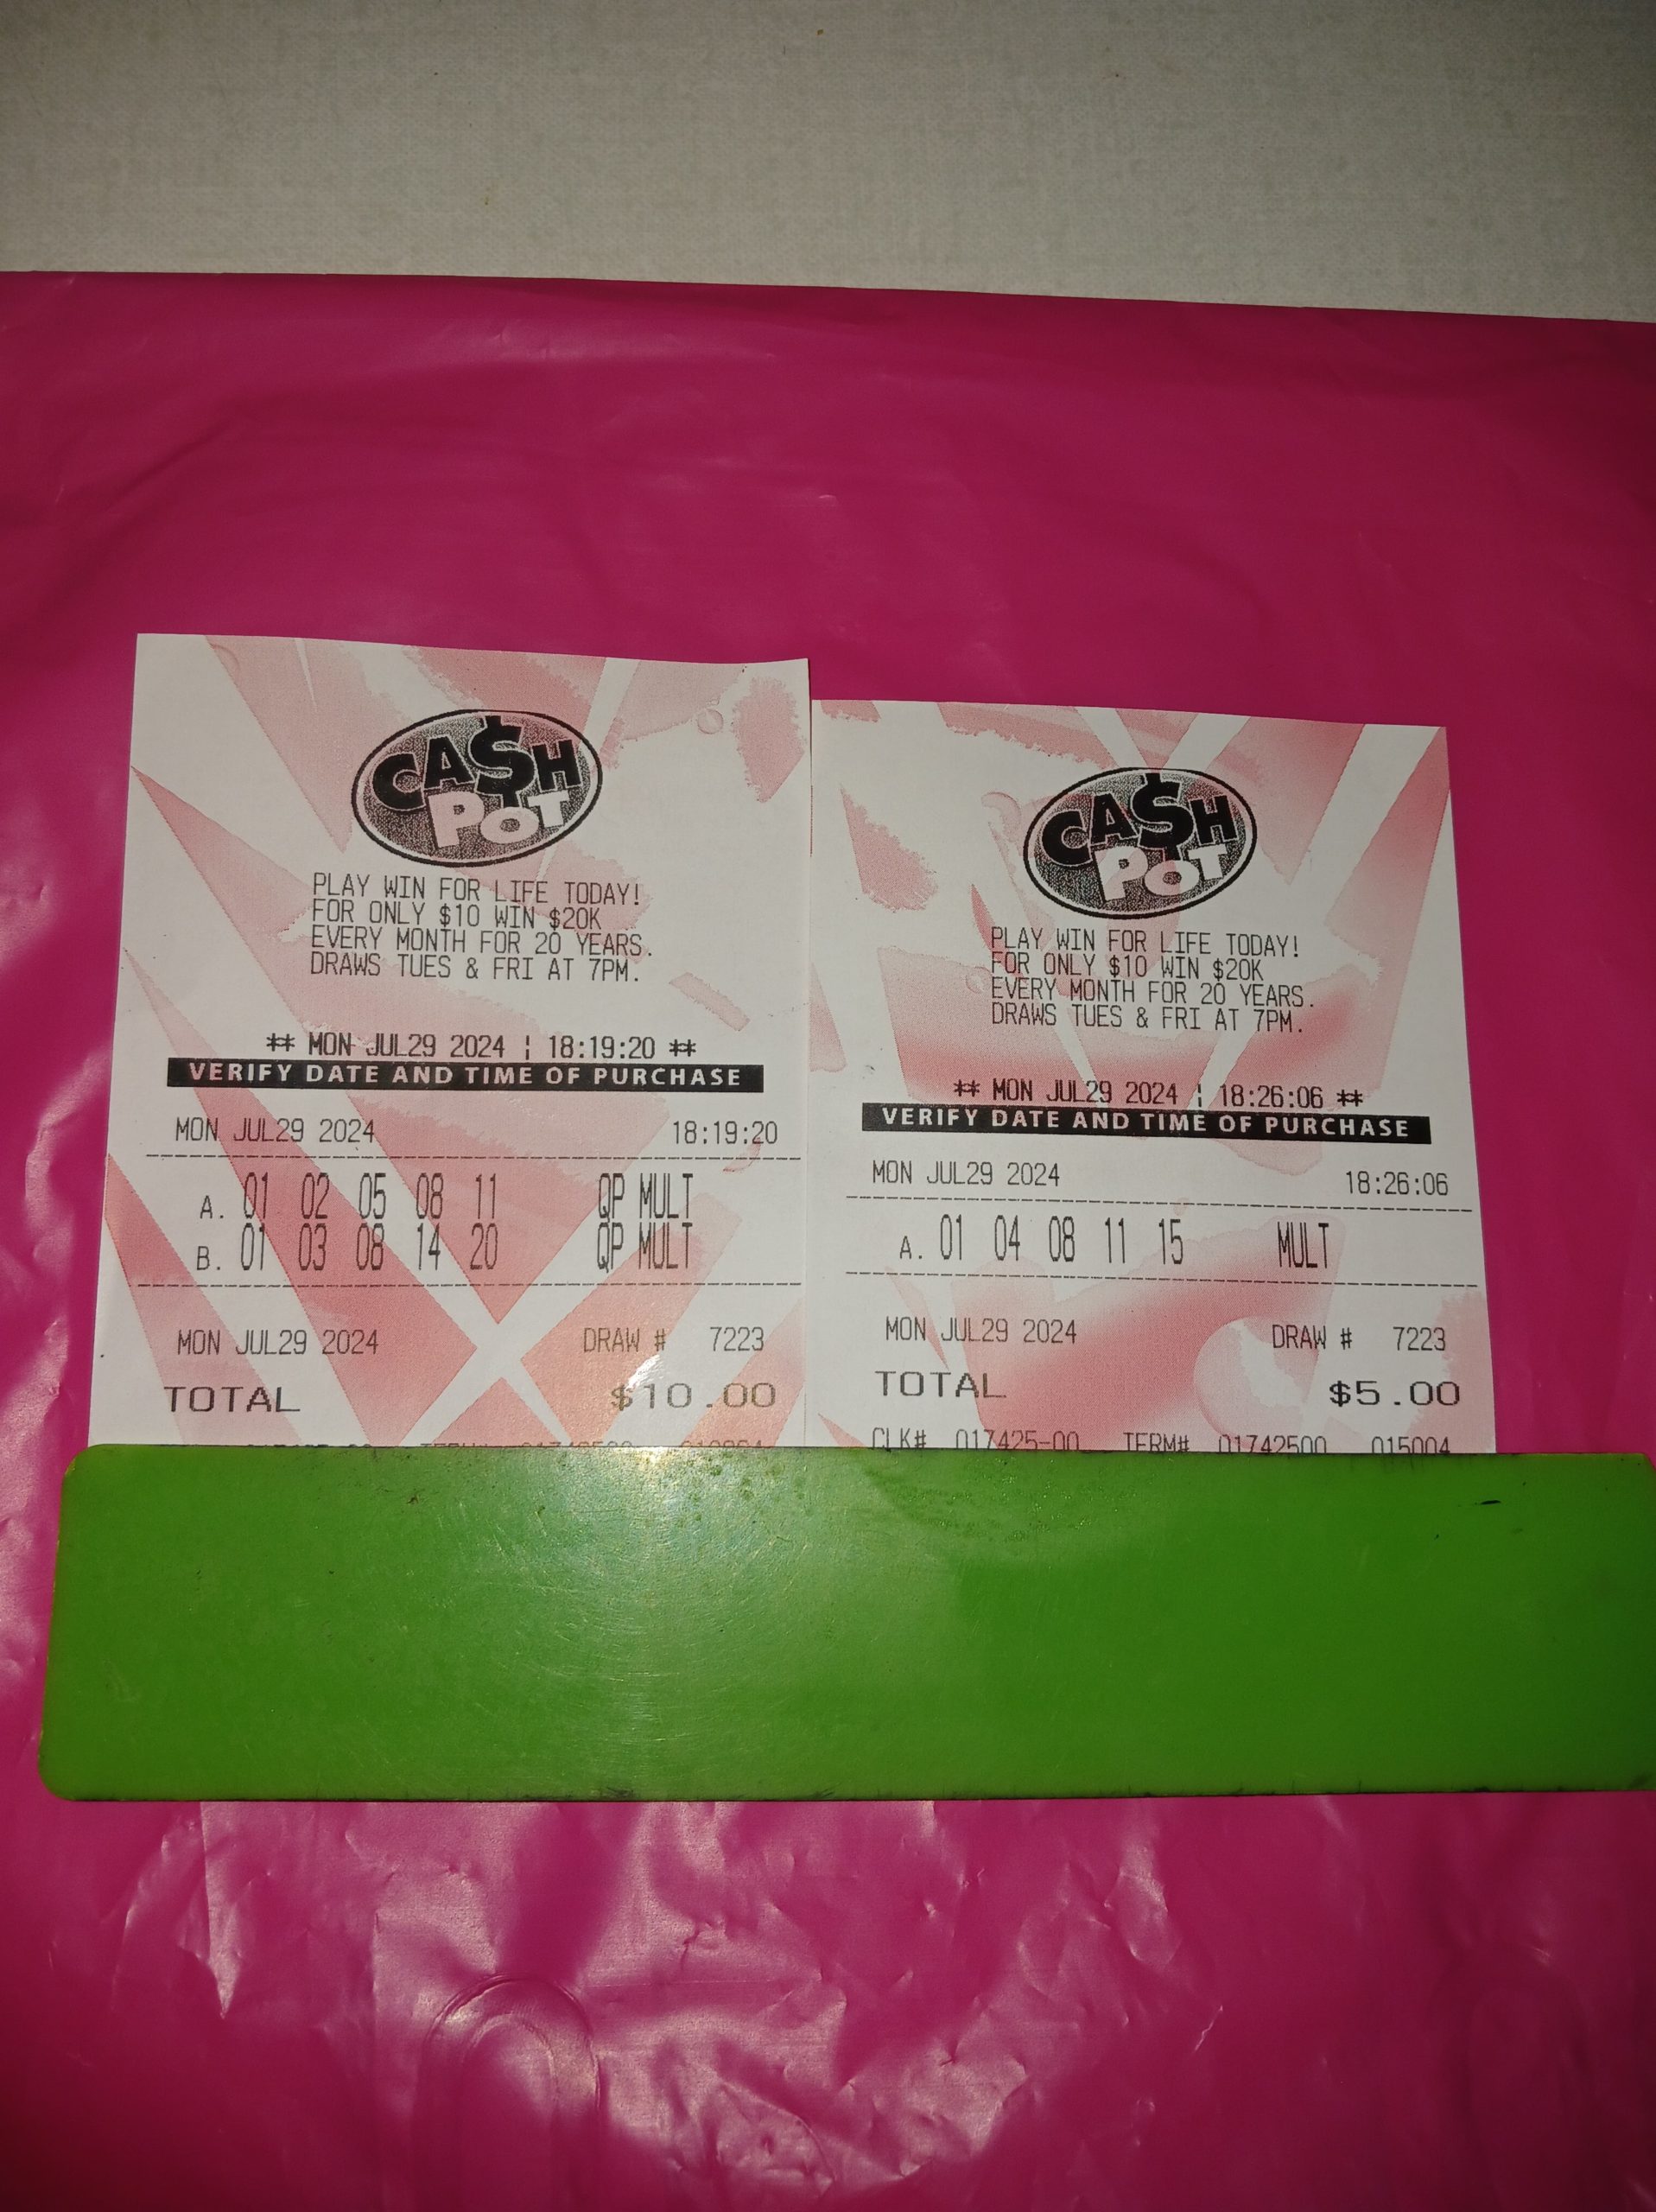 CA$H
POT
PLAY WIN FOR LIFE TODAY!
FOR ONLY $10 WIN $20K
EVERY MONTH FOR 20 YEARS.
DRAWS TUES & FRI AT 7PM.
** MON JUL29 2024 ¦ 18:19:20 **
VERIFY DATE AND TIME OF PURCHASE
MON JUL29 2024 18:19:20
A. 01 02 05 08 11 QP MULT
B. 01 03 08 14 20 QP MULT
MON JUL29 2024 DRAW # 7223
TOTAL $10.00
CA$H
POT
PLAY WIN FOR LIFE TODAY!
FOR ONLY $10 WIN $20K
EVERY MONTH FOR 20 YEARS.
DRAWS TUES & FRI AT 7PM.
** MON JUL29 2024 ¦ 18:26:06 **
VERIFY DATE AND TIME OF PURCHASE
MON JUL29 2024 18:26:06
A. 01 04 08 11 15 MULT
MON JUL29 2024 DRAW # 7223
TOTAL $5.00
CLK# 017425-00 TERM# 01742500 015004